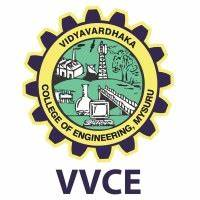 VIDYAVARDHAKA
COLLEGE OF ENGINEERING, MYSURU
VVCE